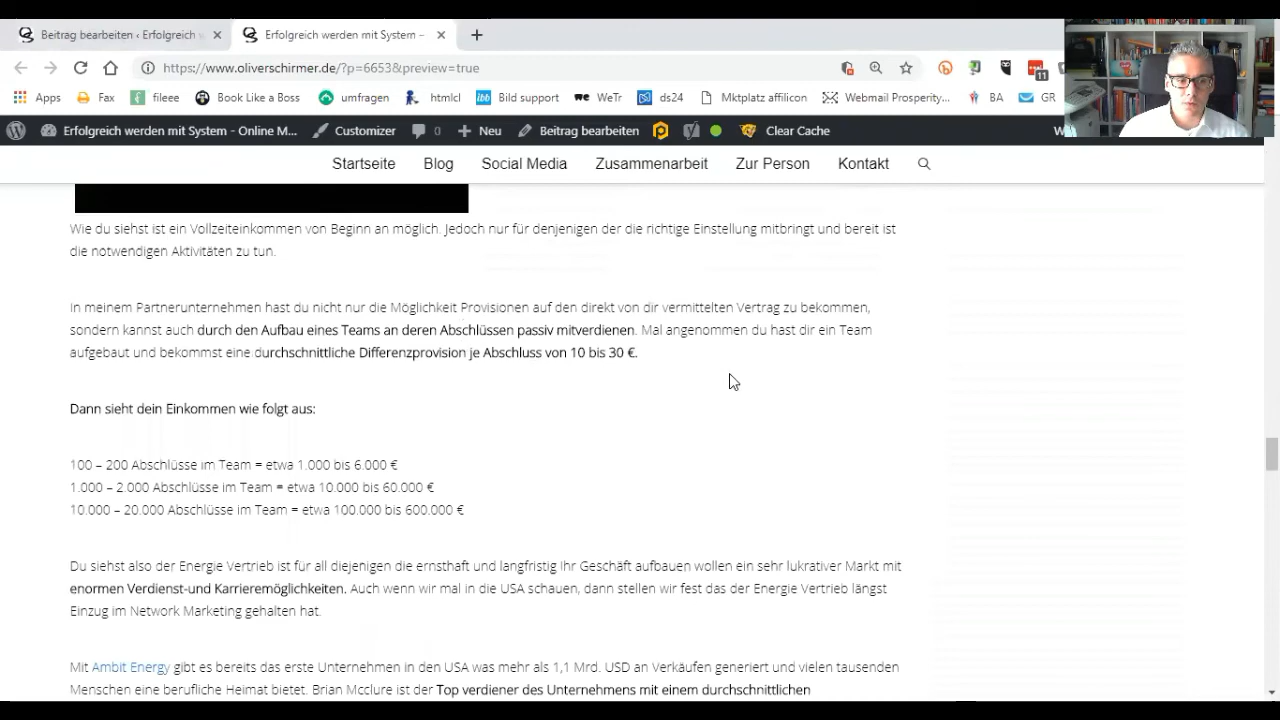 Beitrag bearbeiten ‹ Erfolgreich
Erfolgreich werden mit System –
https://www.oliverschirmer.de/?p=6653&preview=true
11
Apps
Fax
fileee
Book Like a Boss
umfragen
htmlcl
Bild support
WeTr
ds24
Mktplatz affilicon
Webmail Prosperity...
BA
GR
Erfolgreich werden mit System - Online M...
Customizer
0
Neu
Beitrag bearbeiten
Clear Cache
Startseite
Blog
Social Media
Zusammenarbeit
Zur Person
Kontakt
Wie du siehst ist ein Vollzeiteinkommen von Beginn an möglich. Jedoch nur für denjenigen der die richtige Einstellung mitbringt und bereit ist
die notwendigen Aktivitäten zu tun.
In meinem Partnerunternehmen hast du nicht nur die Möglichkeit Provisionen auf den direkt von dir vermittelten Vertrag zu bekommen,
sondern kannst auch durch den Aufbau eines Teams an deren Abschlüssen passiv mitverdienen. Mal angenommen du hast dir ein Team
aufgebaut und bekommst eine durchschnittliche Differenzprovision je Abschluss von 10 bis 30 €.
Dann sieht dein Einkommen wie folgt aus:
100 – 200 Abschlüsse im Team = etwa 1.000 bis 6.000 €
1.000 – 2.000 Abschlüsse im Team = etwa 10.000 bis 60.000 €
10.000 – 20.000 Abschlüsse im Team = etwa 100.000 bis 600.000 €
Du siehst also der Energie Vertrieb ist für all diejenigen die ernsthaft und langfristig Ihr Geschäft aufbauen wollen ein sehr lukrativer Markt mit
enormen Verdienst-und Karrieremöglichkeiten. Auch wenn wir mal in die USA schauen, dann stellen wir fest das der Energie Vertrieb längst
Einzug im Network Marketing gehalten hat.
Mit Ambit Energy gibt es bereits das erste Unternehmen in den USA was mehr als 1,1 Mrd. USD an Verkäufen generiert und vielen tausenden
Menschen eine berufliche Heimat bietet. Brian Mcclure ist der Top verdiener des Unternehmens mit einem durchschnittlichen